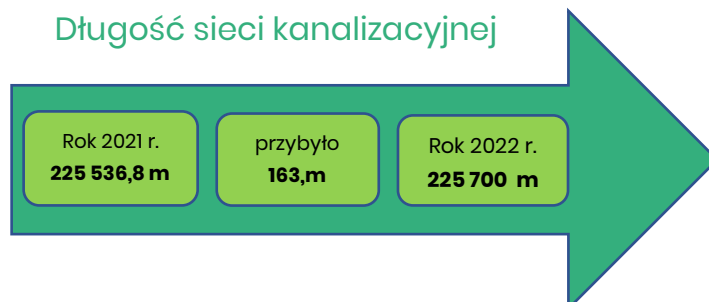 Długość sieci kanalizacyjnej
Rok 2021 r.
225 536,8 m
przybyło
163,m
Rok 2022 r.
225 700 m